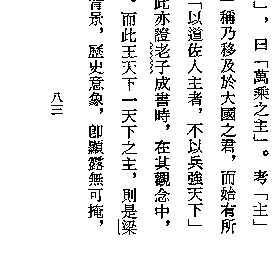 」，曰「萬乘之主」。考「主」
一稱乃移及於大國之君，而始有所
「以道佐人主者，不以兵強天下」
此亦證老子成書時，在其觀念中，
。而此王天下一天下之主，則是梁
背景，歷史意象，卽顯露無可掩，
八三